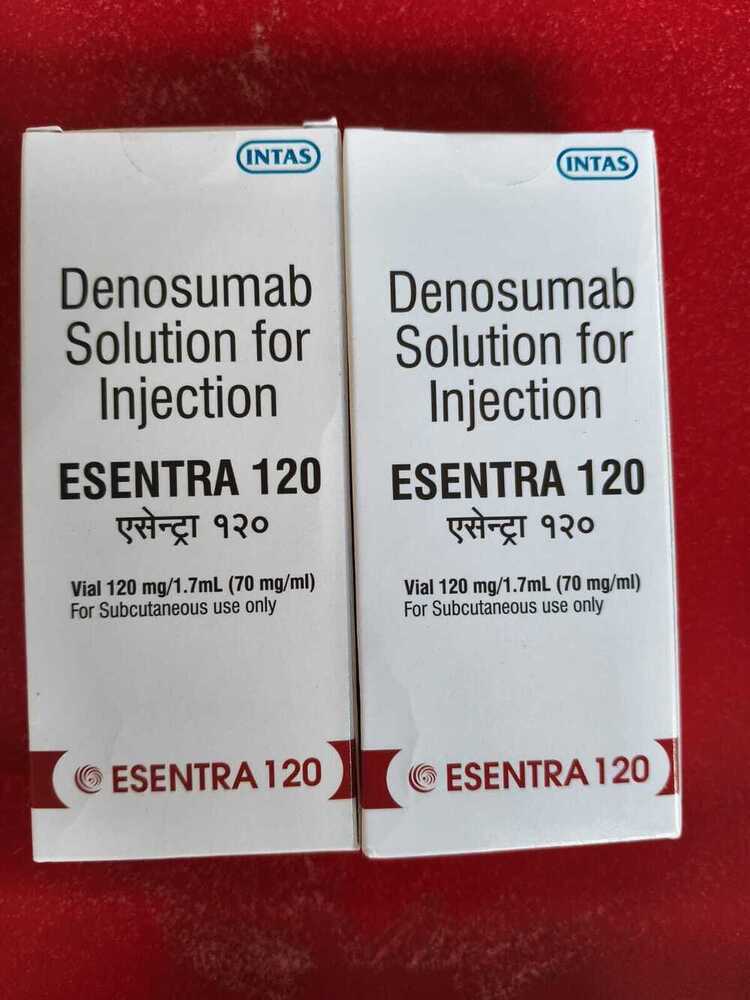 INTAS
Denosumab
Solution for
Injection
ESENTRA 120
एसेन्ट्रा १२०
Vial 120 mg/1.7mL (70 mg/ml)
For Subcutaneous use only
ESENTRA 120
INTAS
Denosumab
Solution for
Injection
ESENTRA 120
एसेन्ट्रा १२०
Vial 120 mg/1.7mL (70 mg/ml)
For Subcutaneous use only
ESENTRA 120